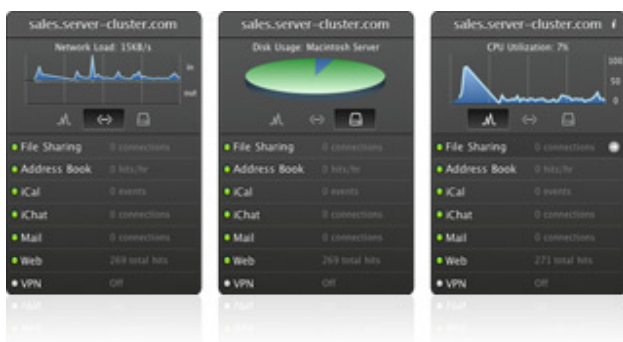 sales.server-cluster.com
Network Load: 15KB/s
in
out
File Sharing 0 connections
Address Book 0 hits/hr
iCal 0 events
iChat 0 connections
Mail 0 connections
Web 269 total hits
VPN Off
sales.server-cluster.com
Disk Usage: Macintosh Server
File Sharing 0 connections
Address Book 0 hits/hr
iCal 0 events
iChat 0 connections
Mail 0 connections
Web 269 total hits
VPN Off
sales.server-cluster.com i
CPU Utilization: 7%
100
50
0
File Sharing 0 connections
Address Book 0 hits/hr
iCal 0 events
iChat 0 connections
Mail 0 connections
Web 271 total hits
VPN Off